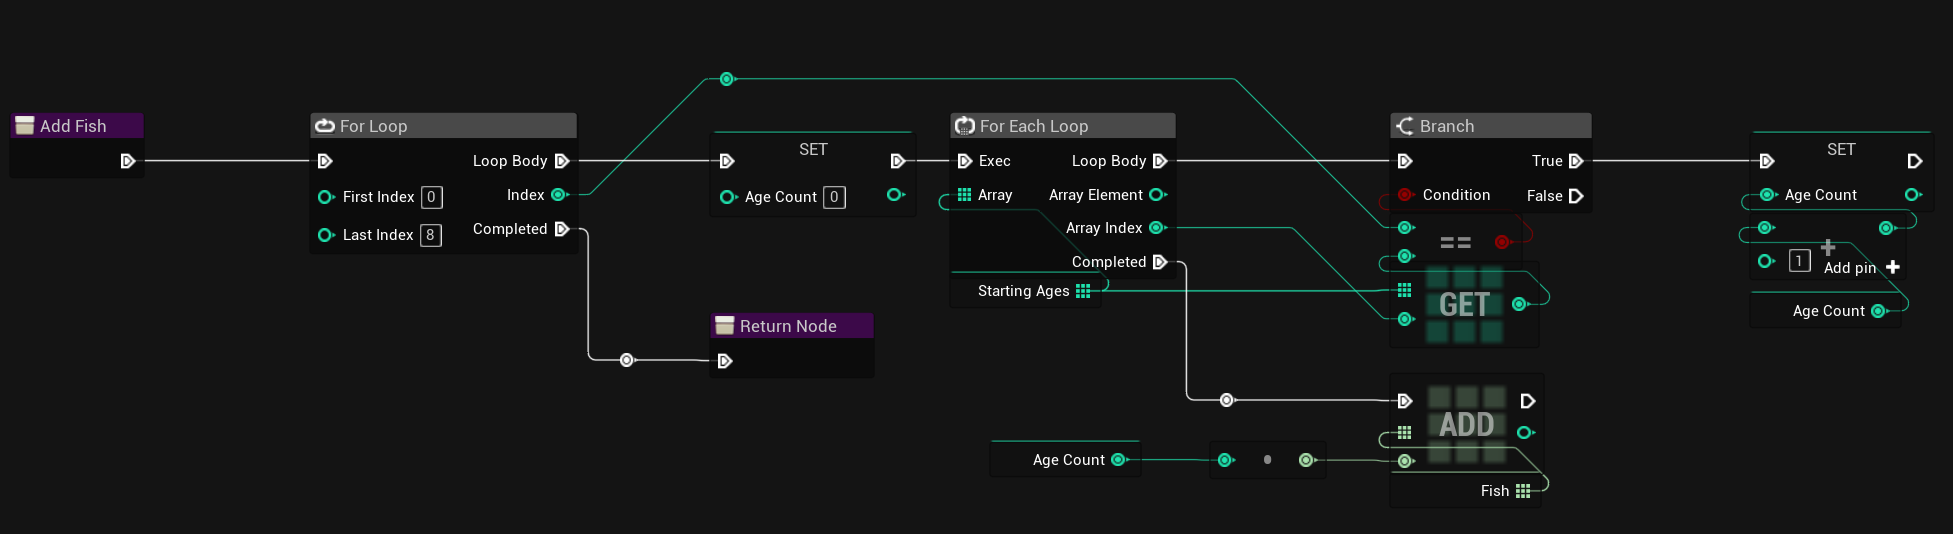 Add Fish
For Loop
Loop Body
First Index 0
Index
Last Index 8
Completed
SET
Age Count 0
Return Node
For Each Loop
Exec
Loop Body
Array
Array Element
Array Index
Completed
Starting Ages
Branch
True
Condition
False
==
GET
SET
Age Count
+
1
Add pin +
Age Count
Age Count
ADD
Fish